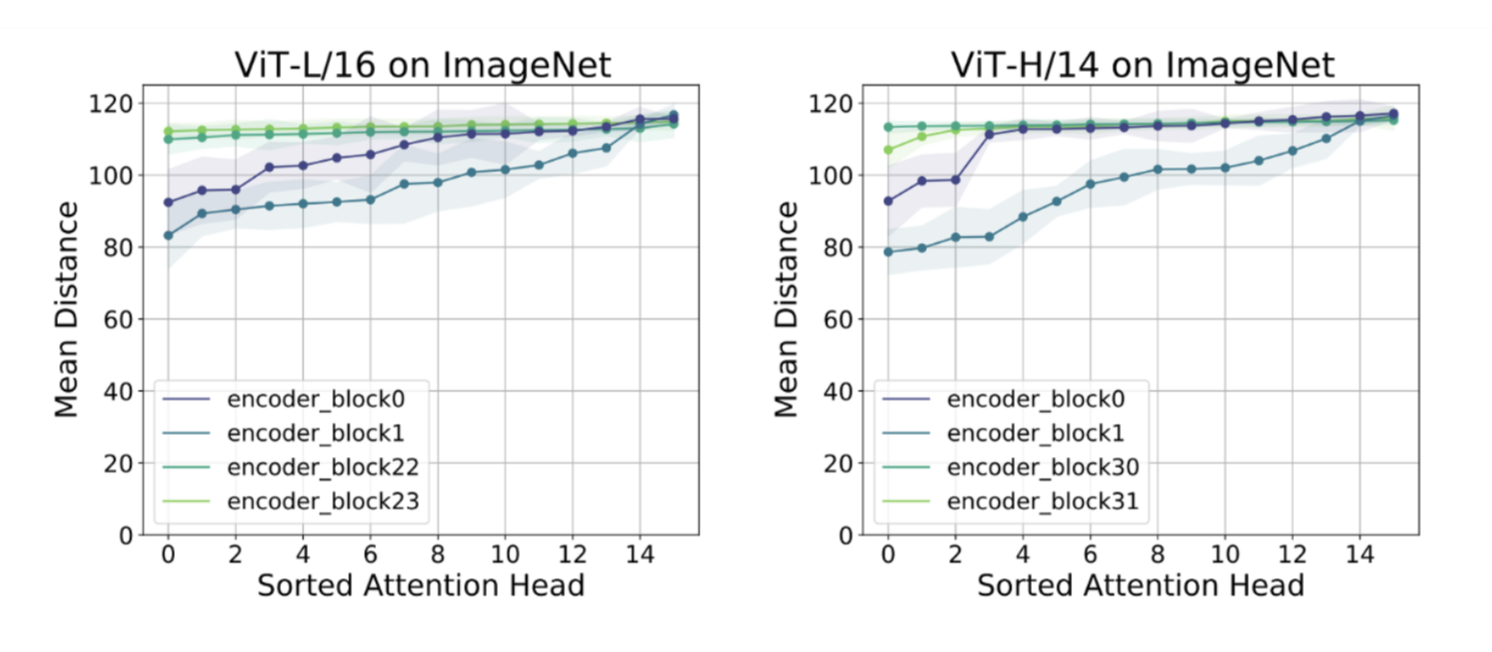 ViT-L/16 on ImageNet
120
100
80
60
40
20
0
Mean Distance
encoder_block0
encoder_block1
encoder_block22
encoder_block23
0 2 4 6 8 10 12 14
Sorted Attention Head
ViT-H/14 on ImageNet
120
100
80
60
40
20
0
Mean Distance
encoder_block0
encoder_block1
encoder_block30
encoder_block31
0 2 4 6 8 10 12 14
Sorted Attention Head